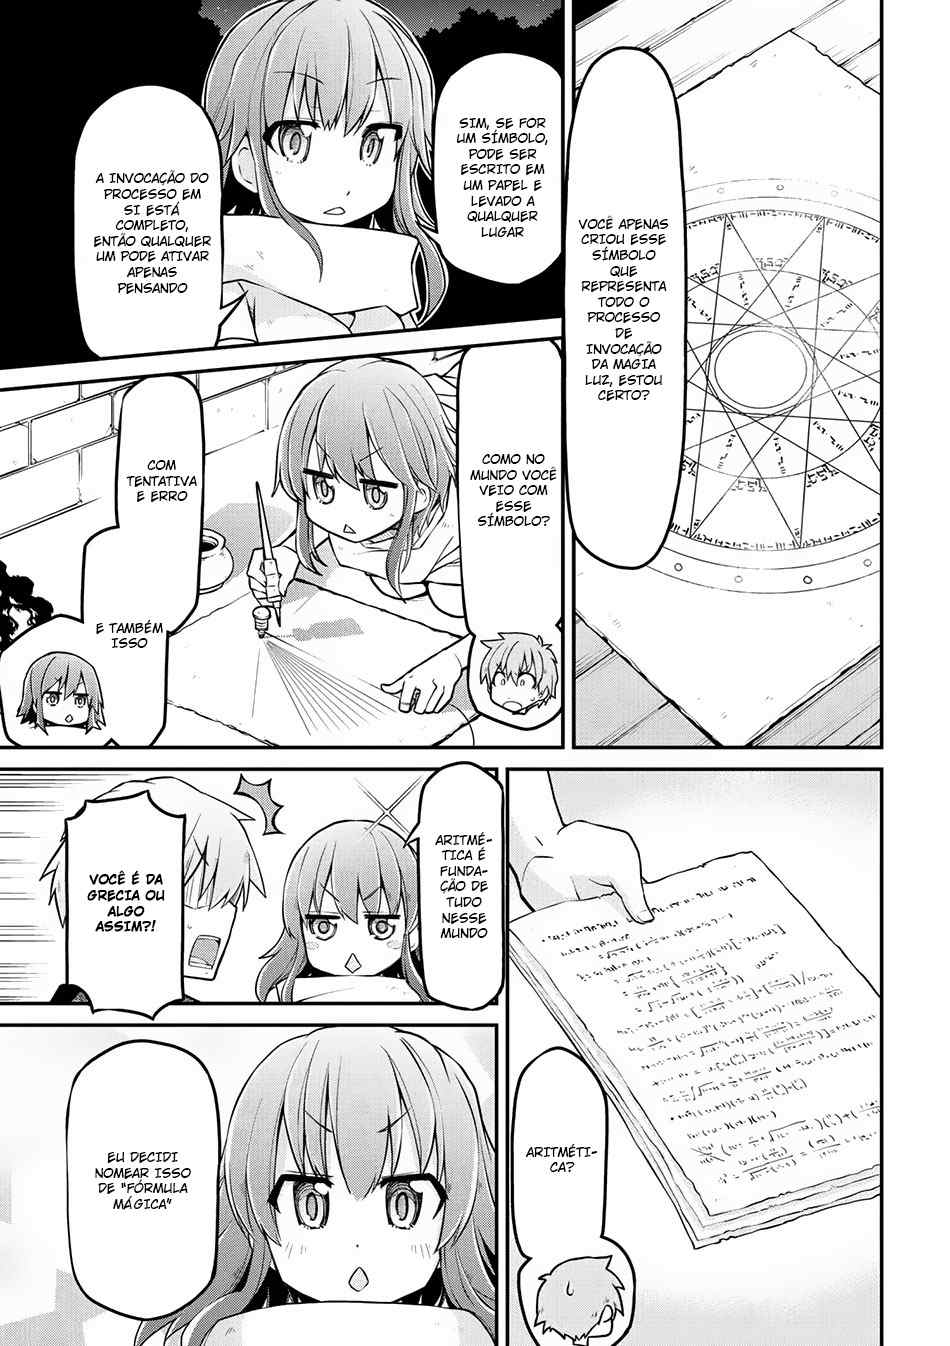 VOCÊ APENAS
CRIOU ESSE
SÍMBOLO
QUE
REPRESENTA
TODO O
PROCESSO
DE
INVOCAÇÃO
DA MAGIA
LUZ, ESTOU
CERTO?
SIM, SE FOR
UM SÍMBOLO,
PODE SER
ESCRITO EM
UM PAPEL E
LEVADO A
QUALQUER
LUGAR
A INVOCAÇÃO DO
PROCESSO EM
SI ESTÁ
COMPLETO,
ENTÃO QUALQUER
UM PODE ATIVAR
APENAS
PENSANDO
COMO NO
MUNDO VOCÊ
VEIO COM
ESSE
SÍMBOLO?
COM
TENTATIVA
E ERRO
E TAMBÉM
ISSO
ARITMÉTI-
CA?
ARITMÉ-
TICA É
FUNDA-
ÇÃO DE
TUDO
NESSE
MUNDO
VOCÊ É DA
GRECIA OU
ALGO
ASSIM?!
EU DECIDI
NOMEAR ISSO
DE "FÓRMULA
MÁGICA"